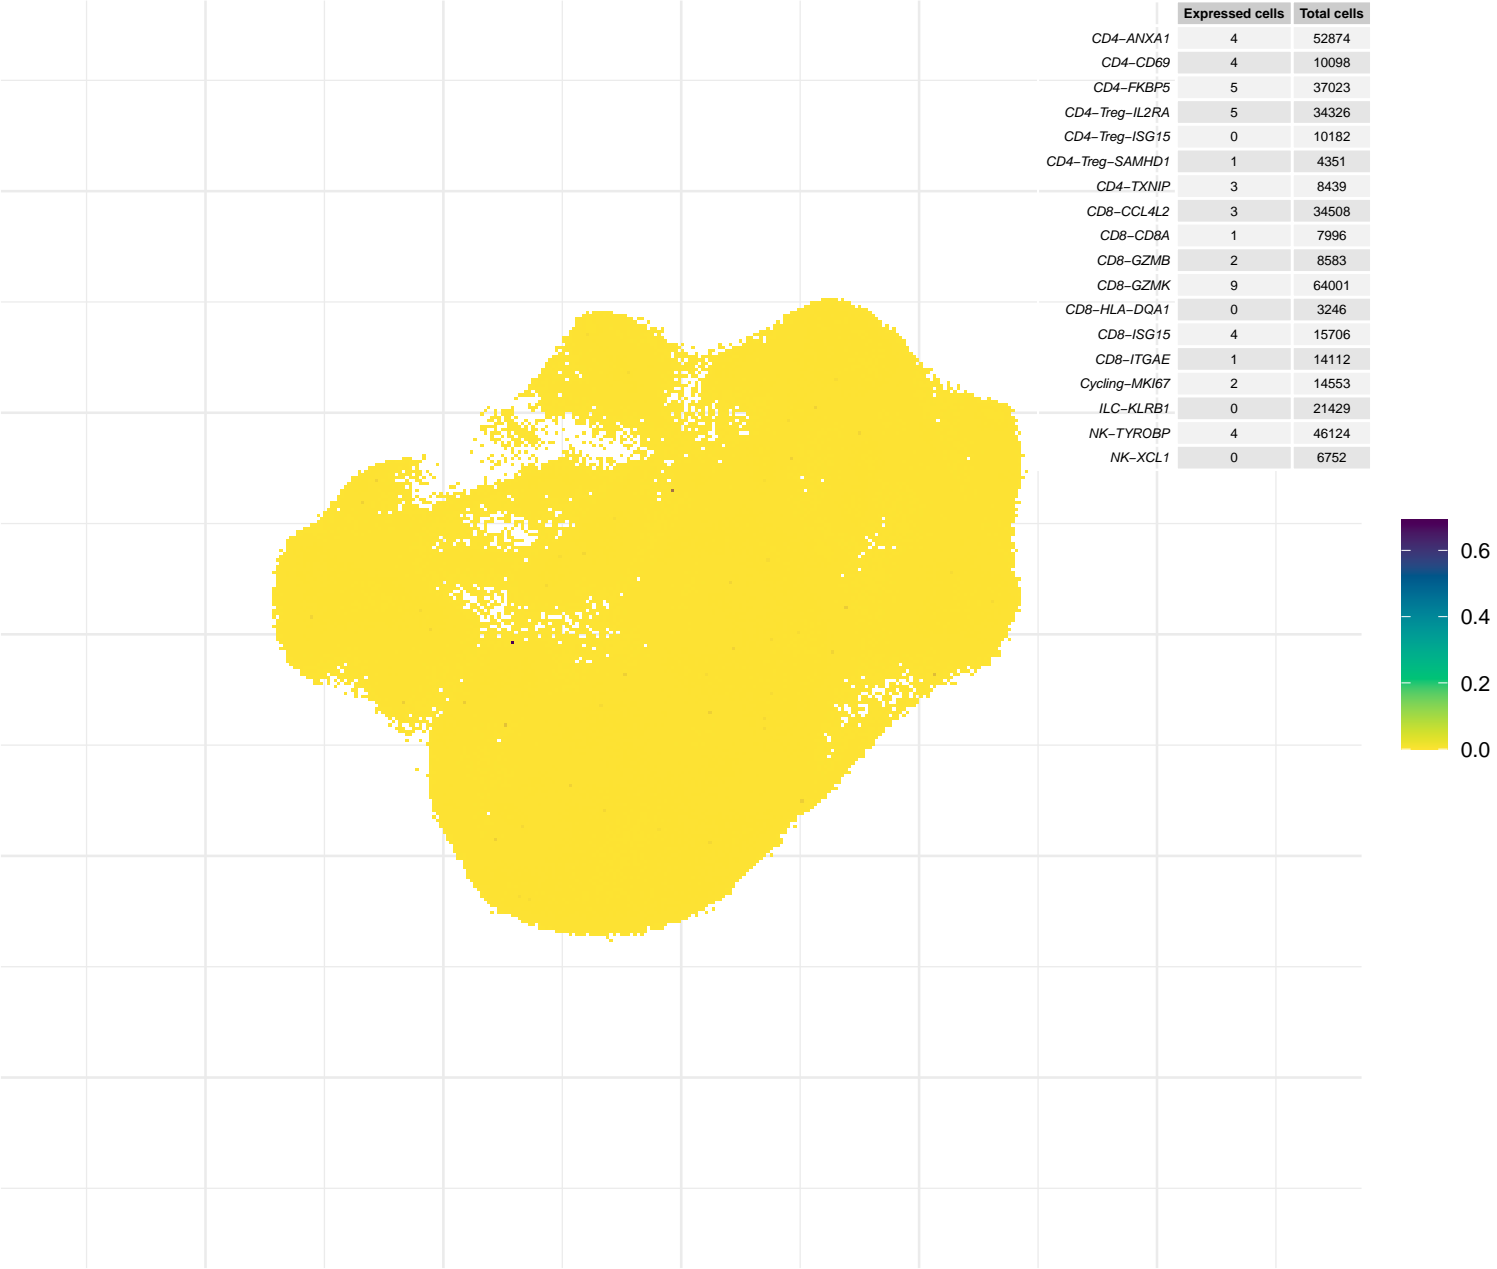 Expressed cells Total cells
CD4−ANXA1 4 52874
CD4−CD69 4 10098
CD4−FKBP5 5 37023
CD4−Treg−IL2RA 5 34326
CD4−Treg−ISG15 0 10182
CD4−Treg−SAMHD1 1 4351
CD4−TXNIP 3 8439
CD8−CCL4L2 3 34508
CD8−CD8A 1 7996
CD8−GZMB 2 8583
CD8−GZMK 9 64001
CD8−HLA−DQA1 0 3246
CD8−ISG15 4 15706
CD8−ITGAE 1 14112
Cycling−MKI67 2 14553
ILC−KLRB1 0 21429
NK−TYROBP 4 46124
NK−XCL1 0 6752
0.6
0.4
0.2
0.0